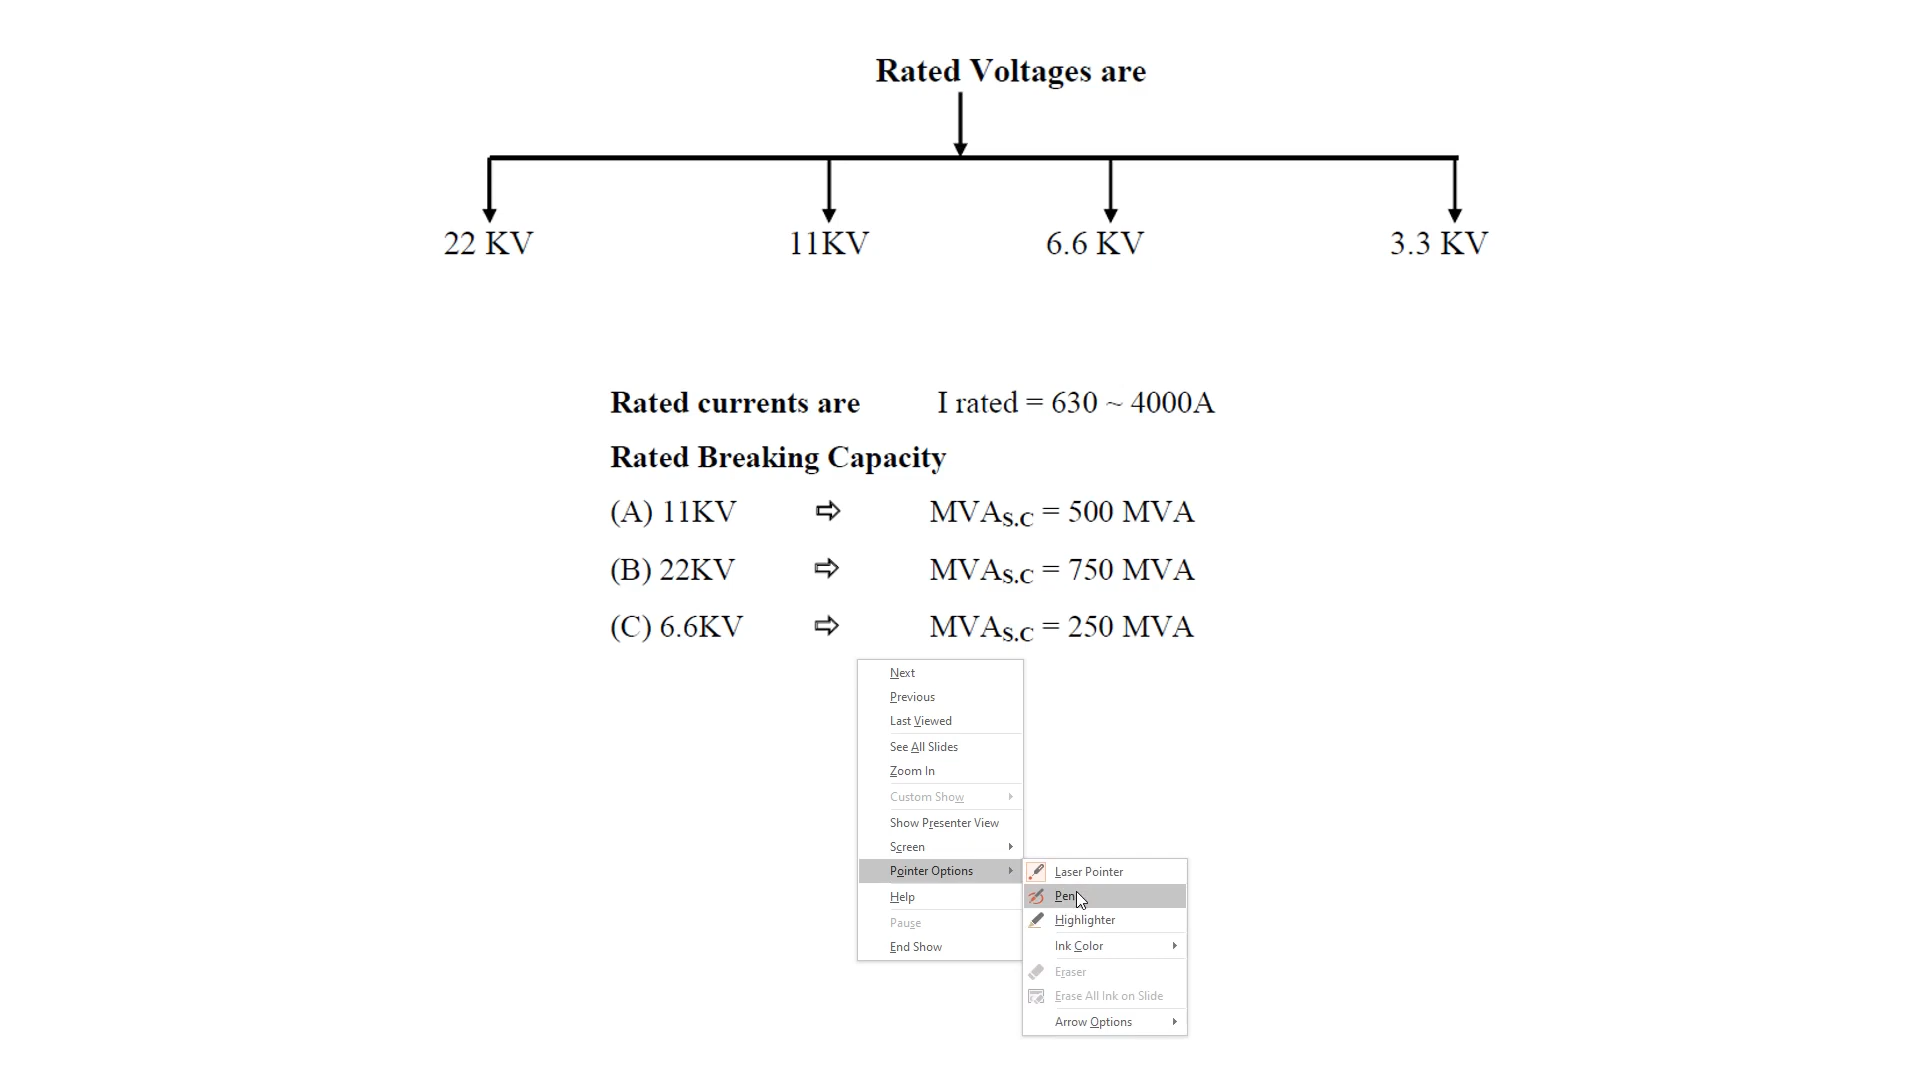 Rated Voltages are
22 KV 11KV 6.6 KV 3.3 KV
Rated currents are I rated = 630 ~ 4000A
Rated Breaking Capacity
(A) 11KV ⇨ MVAS.C = 500 MVA
(B) 22KV ⇨ MVAS.C = 750 MVA
(C) 6.6KV ⇨ MVAS.C = 250 MVA
Next
Previous
Last Viewed
See All Slides
Zoom In
Custom Show
Show Presenter View
Screen
Pointer Options
Help
Pause
End Show
Laser Pointer
Pen
Highlighter
Ink Color
Eraser
Erase All Ink on Slide
Arrow Options